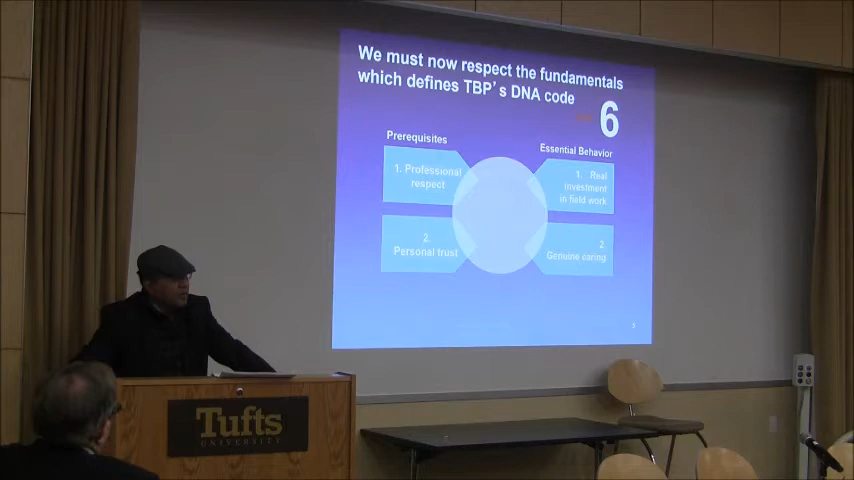 We must now respect the fundamentals
which defines TBP's DNA code
6
Prerequisites
Essential Behavior
1. Professional
respect
1. Real
investment
in field work
2.
Personal trust
2
Genuine caring
Tufts
UNIVERSITY